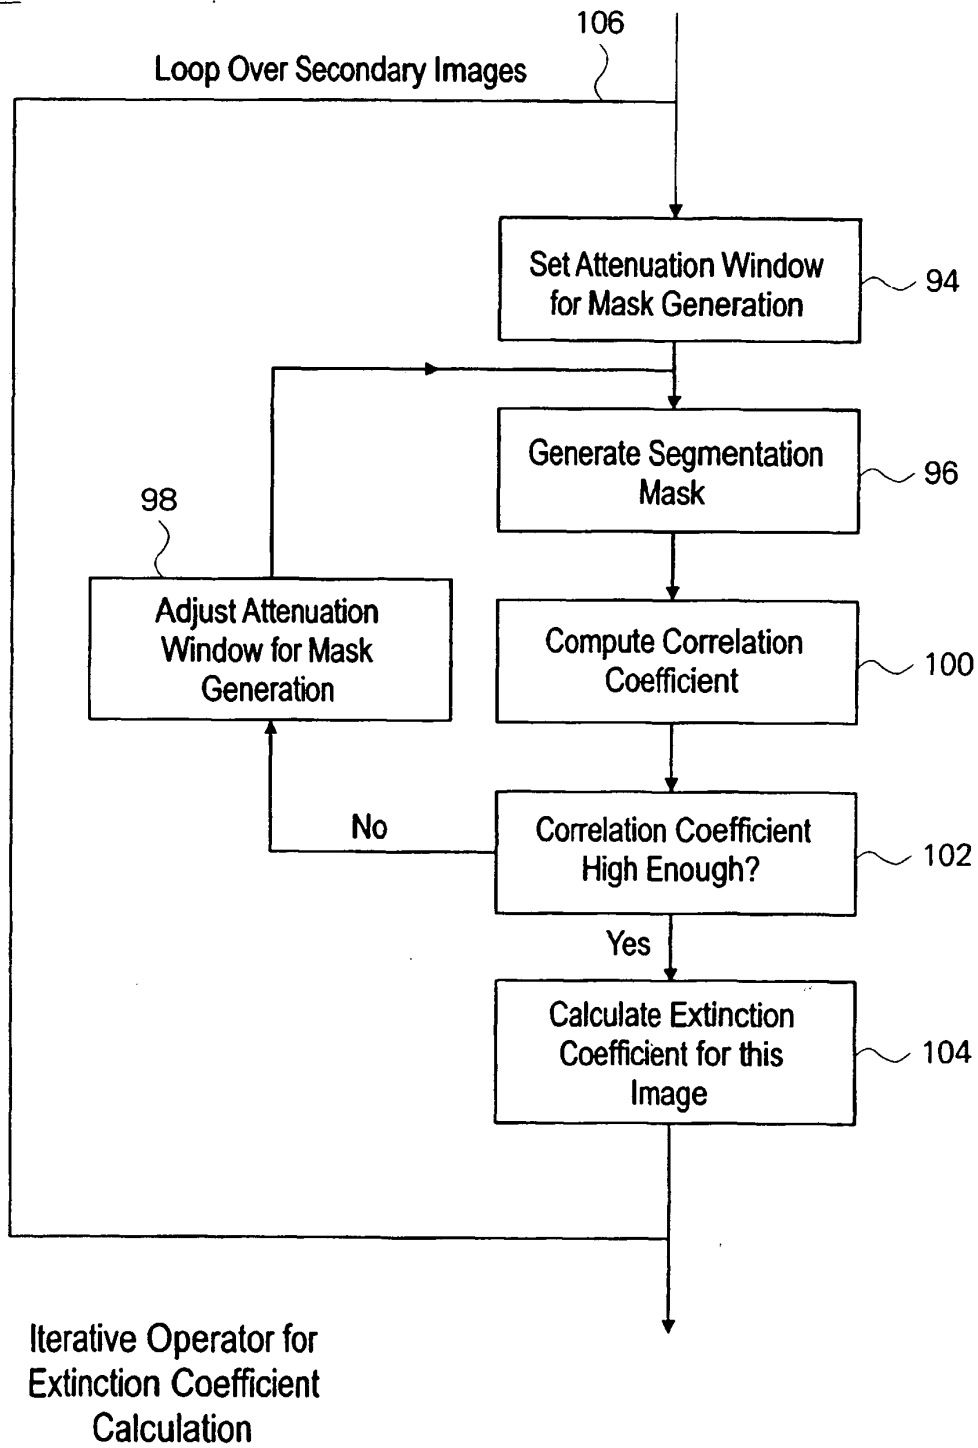 106
Loop Over Secondary Images
Set Attenuation Window
for Mask Generation
94
Generate Segmentation
Mask
96
98
Adjust Attenuation
Window for Mask
Generation
Compute Correlation
Coefficient
100
No
Correlation Coefficient
High Enough?
102
Yes
Calculate Extinction
Coefficient for this
Image
104
Iterative Operator for
Extinction Coefficient
Calculation